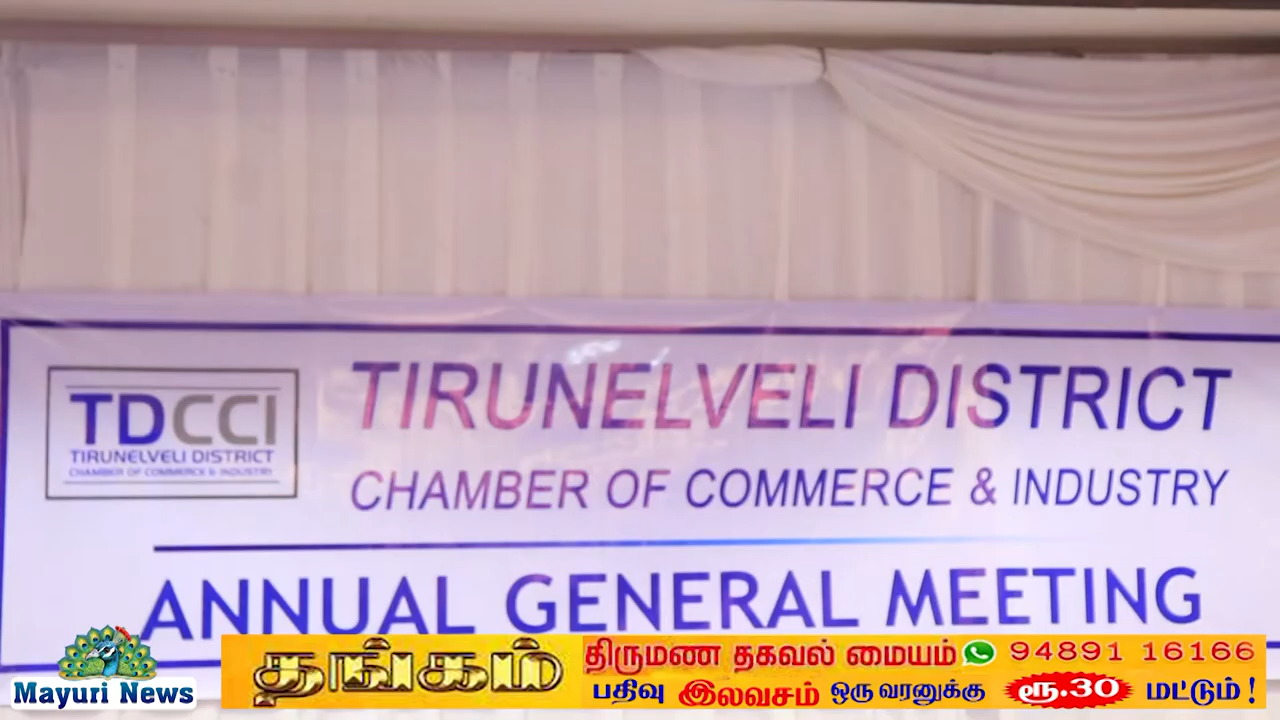 TIRUNELVELI DISTRICT
CHAMBER OF COMMERCE & INDUSTRY
TDCCI
TIRUNELVELI DISTRICT
CHAMBER OF COMMERCE & INDUSTRY
ANNUAL GENERAL MEETING
Mayuri News
தங்கம்
திருமண தகவல் மையம் 94891 16166
பதிவு இலவசம் ஒரு வரனுக்கு ரூ.30 மட்டும் !